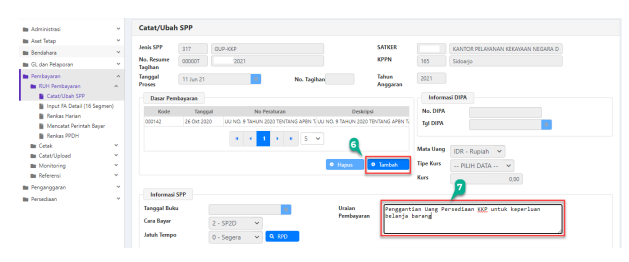 Administrasi
Aset Tetap
Bendahara
GL dan Pelaporan
Pembayaran
RUH Pembayaran
Catat/Ubah SPP
Input FA Detail (16 Segmen)
Renkas Harian
Mencatat Perintah Bayar
Renkas PPDH
Cetak
Catat/Upload
Monitoring
Referensi
Penganggaran
Persediaan
Catat/Ubah SPP
Jenis SPP 317 GUP-KKP SATKER KANTOR PELAYANAN KEKAYAAN NEGARA D
No. Resume Tagihan 00000T '2021 KPPN 165 Sidoarjo
Tanggal Proses 11 Jun 21 No. Tagihan Tahun Anggaran 2021
Dasar Pembayaran
Kode Tanggal No Peraturan Deskripsi
000142 26 Okt 2020 UU NO. 9 TAHUN 2020 TENTANG APBN T. UU NO. 9 TAHUN 2020 TENTANG APBN T.
1 5
6
Hapus Tambah
Informasi DIPA
No. DIPA
Tgl DIPA
Mata Uang IDR - Rupiah
Tipe Kurs -- PILIH DATA --
Kurs 0,00
7
Informasi SPP
Tanggal Buku
Cara Bayar 2 - SP2D
Jatuh Tempo 0 - Segera RPD
Uraian Pembayaran
Penggantian Uang Persediaan KKP untuk keperluan
belanja barang